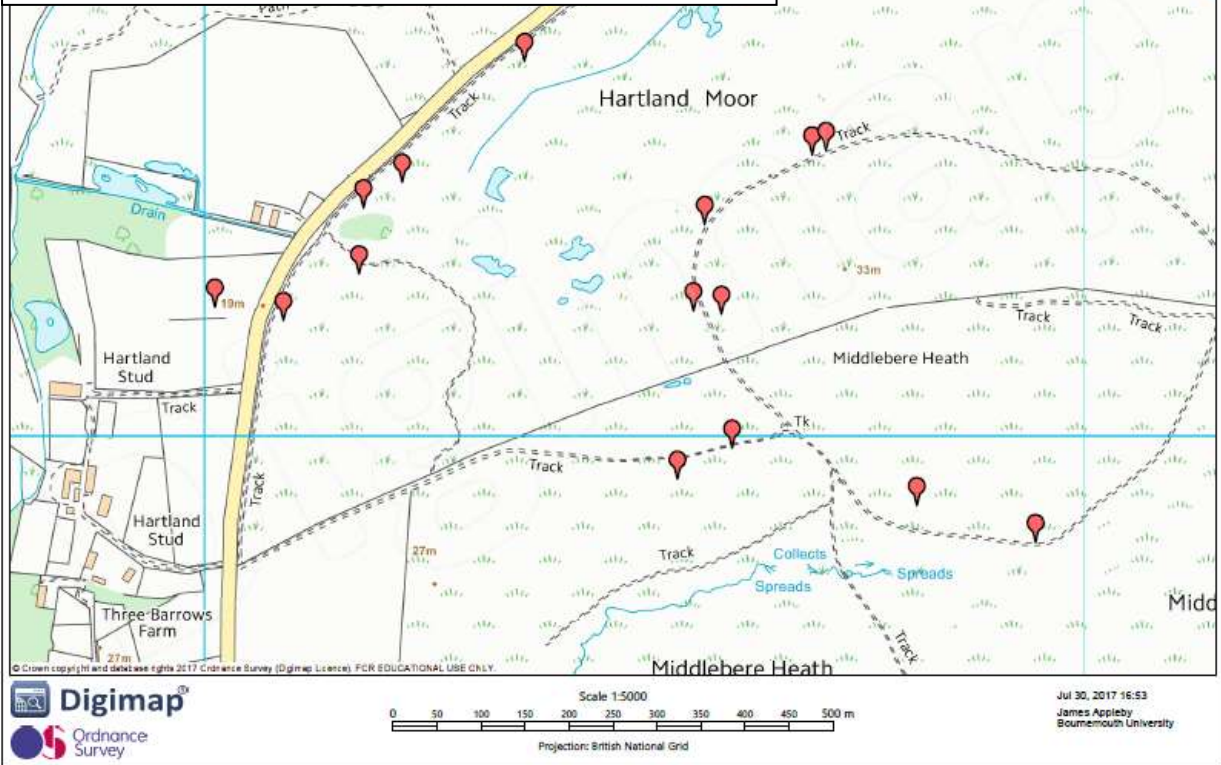 Path
Track
Hartland Moor
Track
Drain
33m
19m
Track
Track
Hartland
Stud
Middlebere Heath
Track
Tk
Track
Track
Hartland
Stud
27m
Track
Collects
Spreads
Spreads
Three Barrows
Farm
Midd
Track
27m
Middlebere Heath
© Crown copyright and database rights 2017 Ordnance Survey (Digimap Licence). FOR EDUCATIONAL USE ONLY.
Digimap®
Ordnance
Survey
Scale 1:5000
0 50 100 150 200 250 300 350 400 450 500 m
Projection: British National Grid
Jul 30, 2017 16:53
James Appleby
Bournemouth University